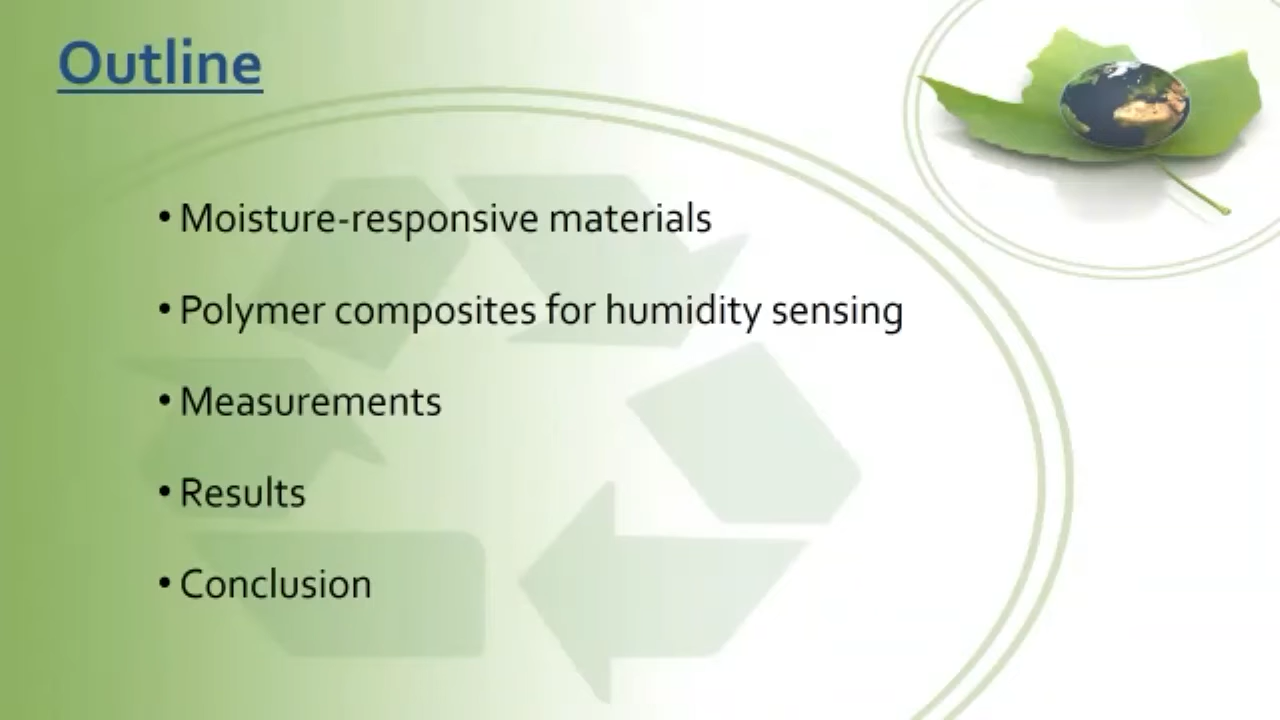 Outline
• Moisture-responsive materials
• Polymer composites for humidity sensing
• Measurements
• Results
• Conclusion